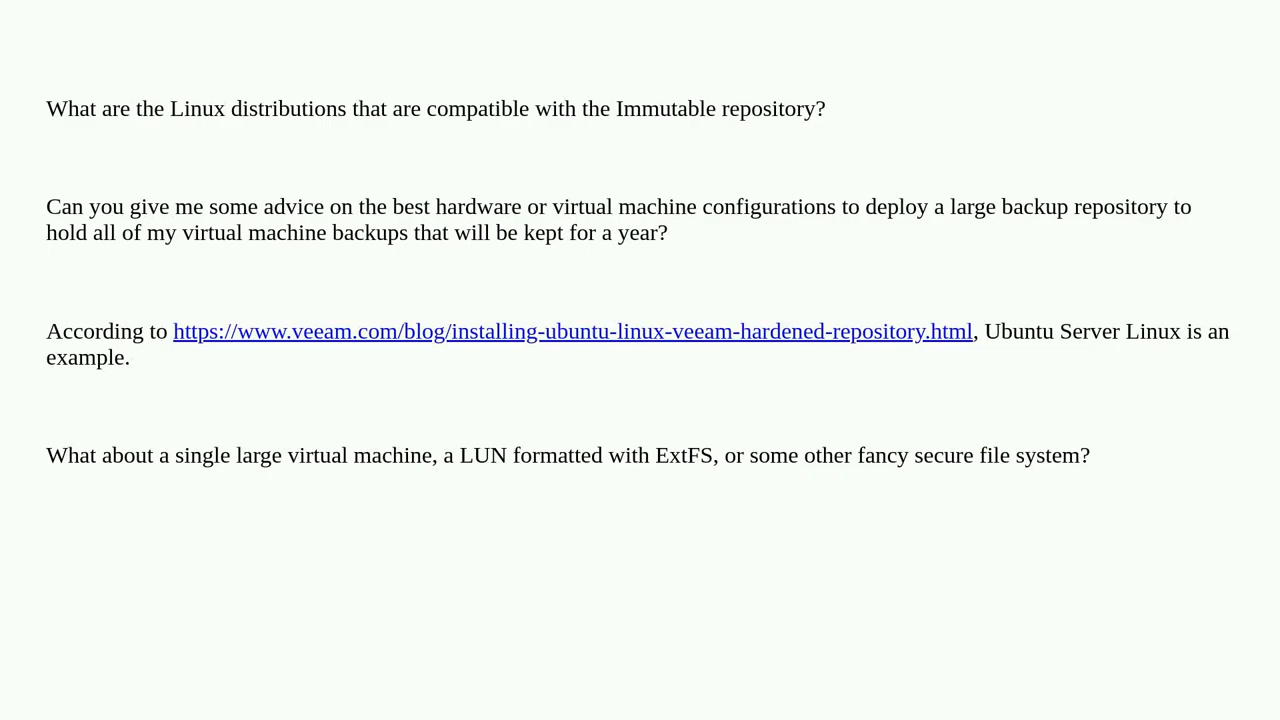 What are the Linux distributions that are compatible with the Immutable repository?
Can you give me some advice on the best hardware or virtual machine configurations to deploy a large backup repository to
hold all of my virtual machine backups that will be kept for a year?
According to https://www.veeam.com/blog/installing-ubuntu-linux-veeam-hardened-repository.html, Ubuntu Server Linux is an
example.
What about a single large virtual machine, a LUN formatted with ExtFS, or some other fancy secure file system?